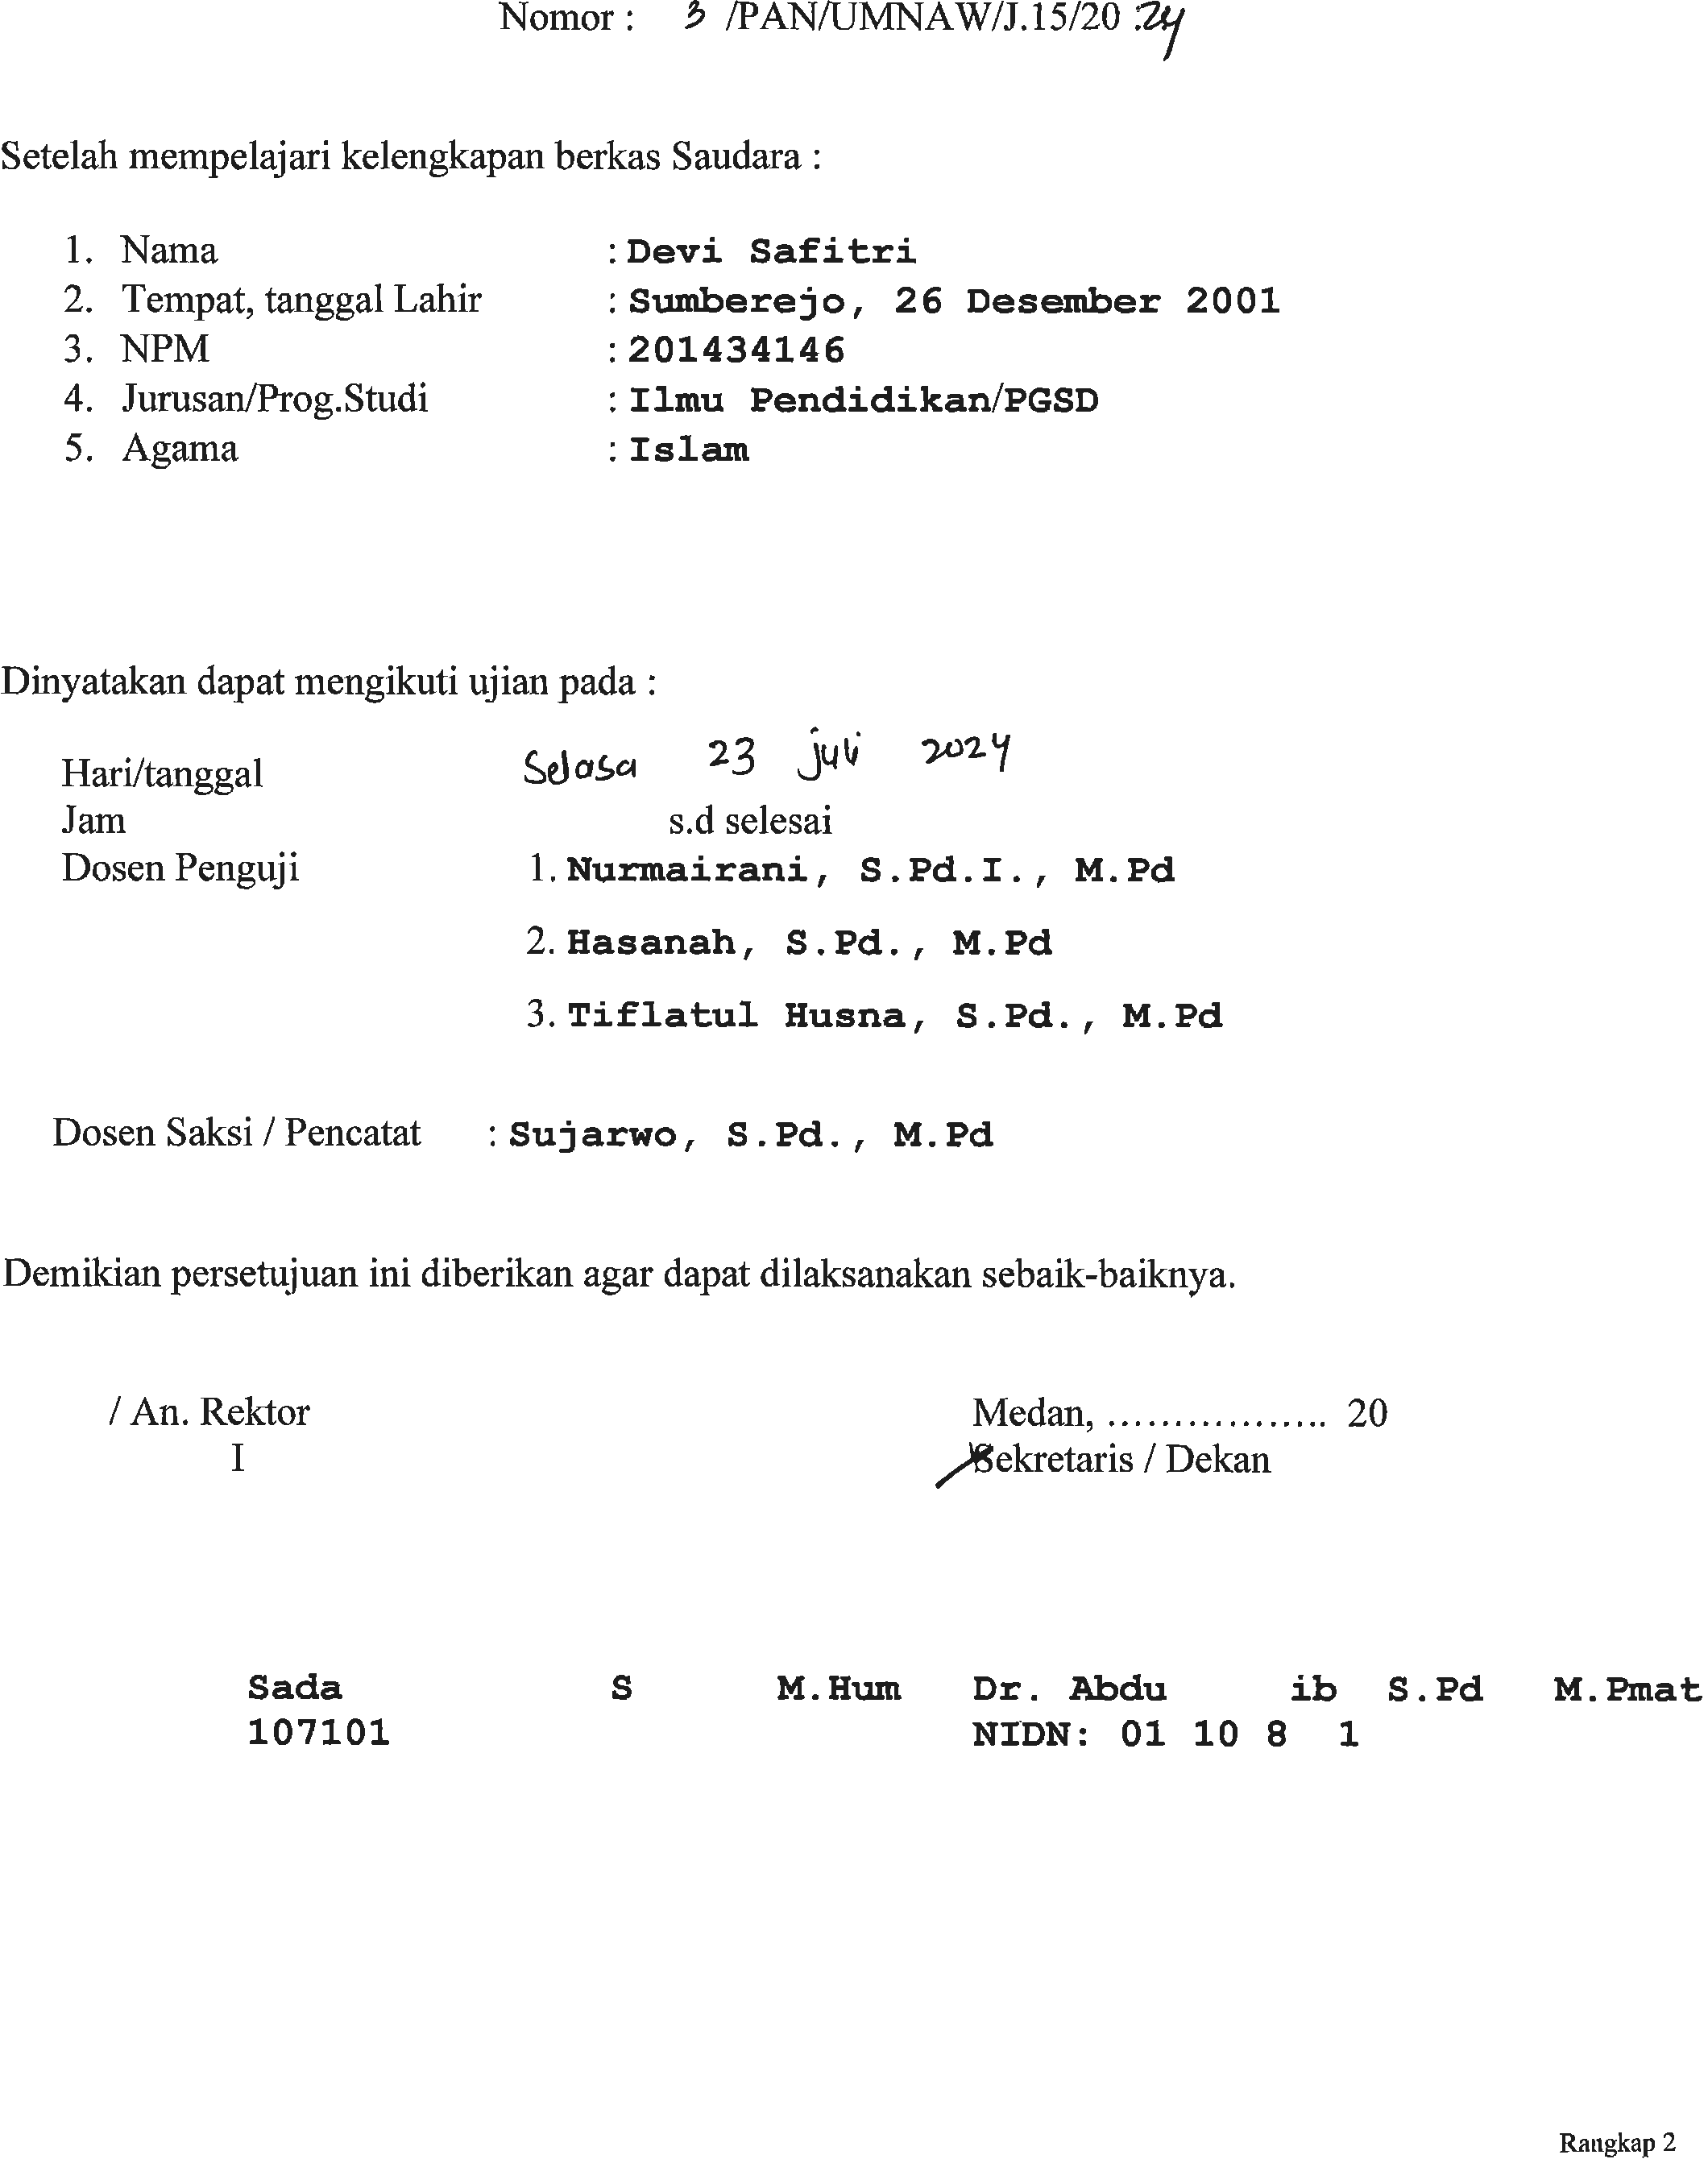 Nomor : 3 /PAN/UMNAW/J.15/20 24
Setelah mempelajari kelengkapan berkas Saudara :
1. Nama : Devi Safitri
2. Tempat, tanggal Lahir : Sumberejo, 26 Desember 2001
3. NPM : 201434146
4. Jurusan/Prog.Studi : Ilmu Pendidikan/PGSD
5. Agama : Islam
Dinyatakan dapat mengikuti ujian pada :
Hari/tanggal Selasa 23 juli 2024
Jam s.d selesai
Dosen Penguji 1. Nurmairani, S.Pd.I., M.Pd
2. Hasanah, S.Pd., M.Pd
3. Tiflatul Husna, S.Pd., M.Pd
Dosen Saksi / Pencatat : Sujarwo, S.Pd., M.Pd
Demikian persetujuan ini diberikan agar dapat dilaksanakan sebaik-baiknya.
/ An. Rektor Medan, ................. 20
I Sekretaris / Dekan
Sada S M.Hum Dr. Abdu ib S.Pd M.Pmat
107101 NIDN: 01 10 8 1
Rangkap 2